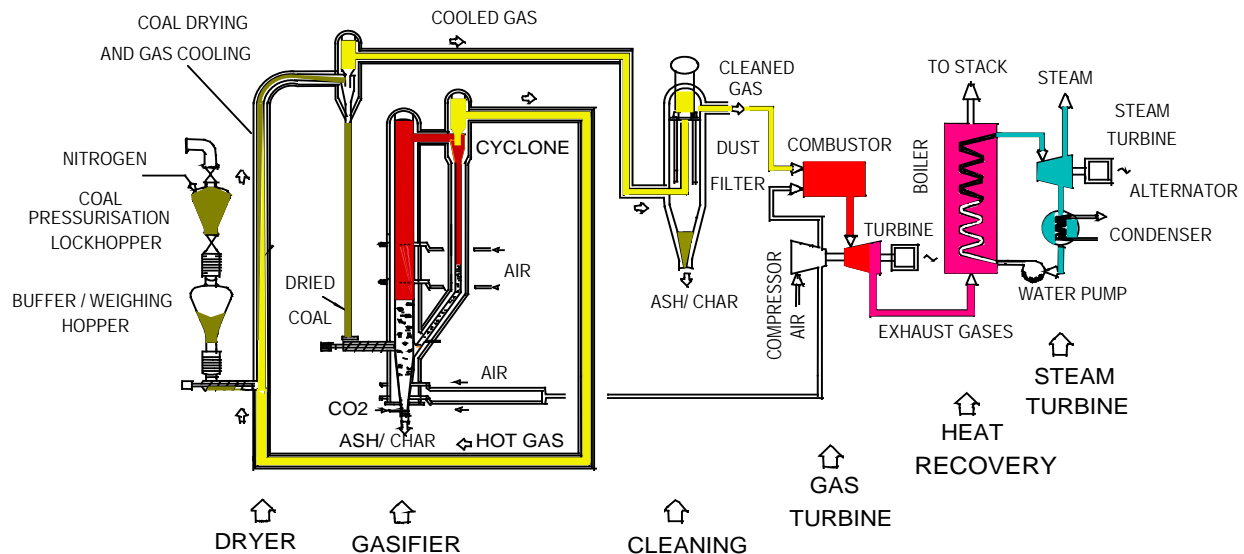 COAL DRYING
AND GAS COOLING
COOLED GAS
CLEANED
GAS
TO STACK
STEAM
STEAM
TURBINE
NITROGEN
COAL
PRESSURISATION
LOCKHOPPER
CYCLONE
DUST
FILTER
COMBUSTOR
BOILER
ALTERNATOR
CONDENSER
TURBINE
~
~
AIR
DRIED
COAL
BUFFER / WEIGHING
HOPPER
ASH/ CHAR
COMPRESSOR
AIR
WATER PUMP
EXHAUST GASES
AIR
CO2
ASH/ CHAR
HOT GAS
DRYER
GASIFIER
CLEANING
GAS
TURBINE
HEAT
RECOVERY
STEAM
TURBINE